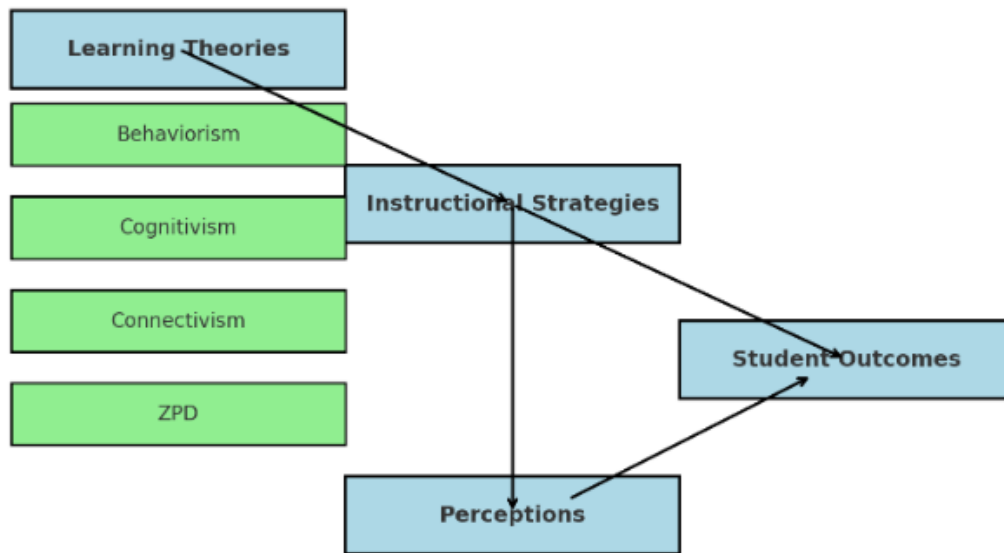 Learning Theories
Behaviorism
Instructional Strategies
Cognitivism
Connectivism
Student Outcomes
ZPD
Perceptions